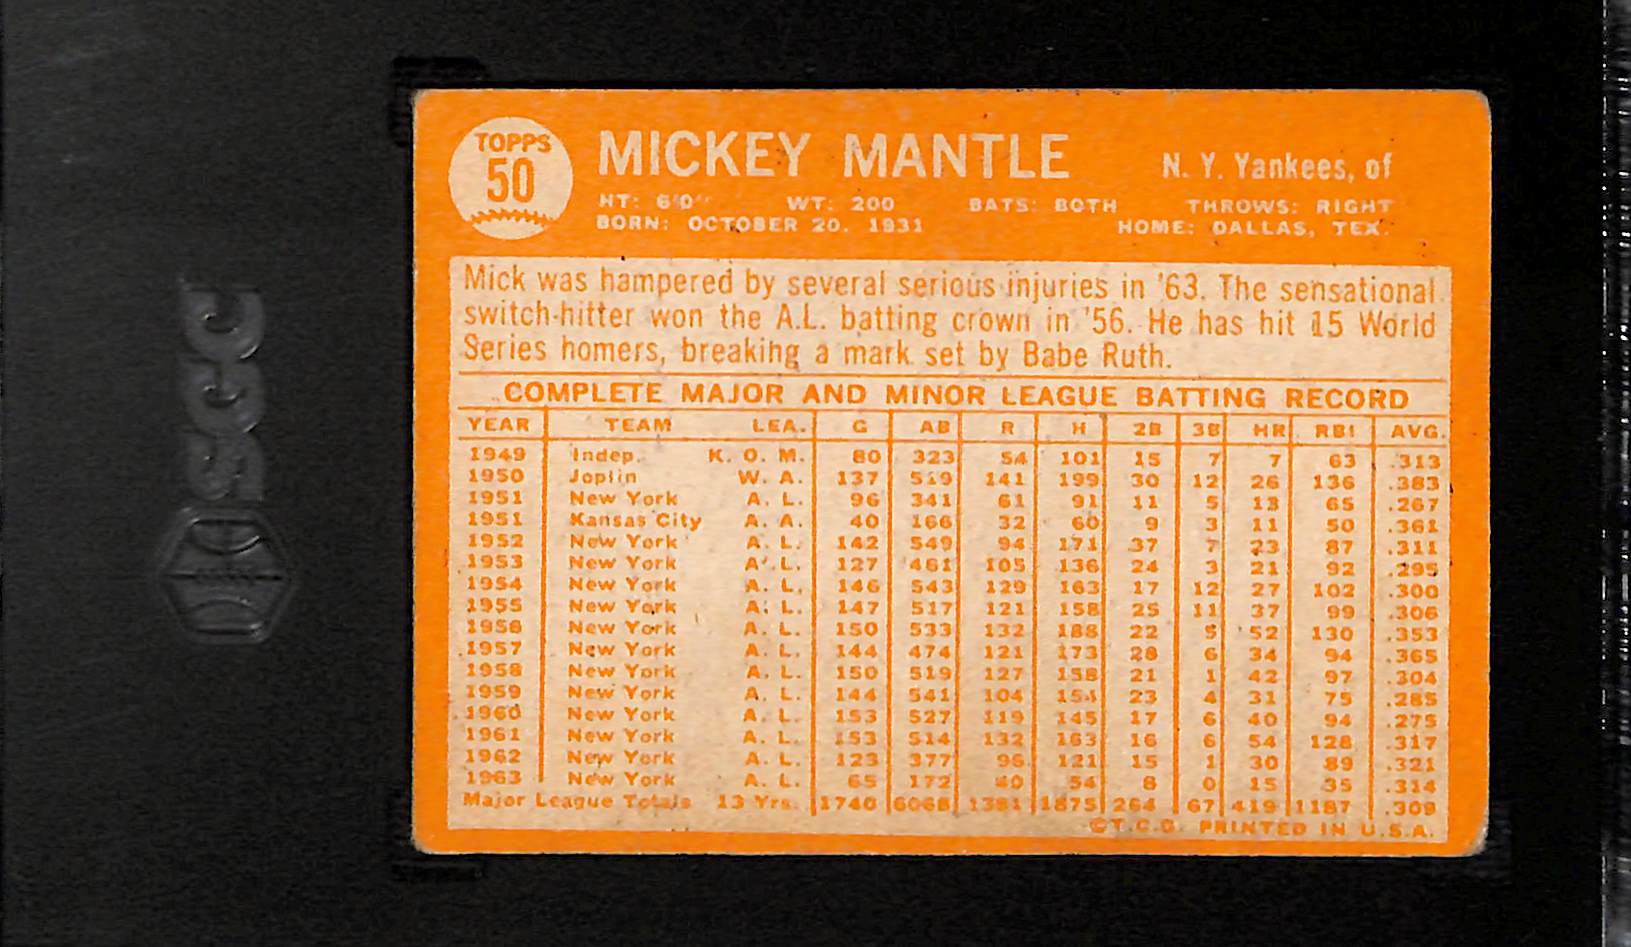 TOPPS
50
MICKEY MANTLE N. Y. Yankees, of
HT: 6'0" WT: 200 BATS: BOTH THROWS: RIGHT
BORN: OCTOBER 20, 1931 HOME: DALLAS, TEX.
Mick was hampered by several serious injuries in '63. The sensational
switch-hitter won the A.L. batting crown in '56. He has hit 15 World
Series homers, breaking a mark set by Babe Ruth.
COMPLETE MAJOR AND MINOR LEAGUE BATTING RECORD
YEAR TEAM LEA. G AB R H 2B 3B HR RBI AVG.
1949 Indep. K. O. M. 80 323 54 101 15 7 7 63 .313
1950 Joplin W. A. 137 519 141 199 30 12 26 136 .383
1951 New York A. L. 96 341 61 91 11 5 13 65 .267
1951 Kansas City A. A. 40 166 32 60 9 3 11 50 .361
1952 New York A. L. 142 549 94 171 37 7 23 87 .311
1953 New York A. L. 127 461 105 136 24 3 21 92 .295
1954 New York A. L. 146 543 129 163 17 12 27 102 .300
1955 New York A. L. 147 517 121 158 25 11 37 99 .306
1956 New York A. L. 150 533 132 188 22 5 52 130 .353
1957 New York A. L. 144 474 121 173 28 6 34 94 .365
1958 New York A. L. 150 519 127 158 21 1 42 97 .304
1959 New York A. L. 144 541 104 154 23 4 31 75 .285
1960 New York A. L. 153 527 119 145 17 6 40 94 .275
1961 New York A. L. 153 514 132 163 16 6 54 128 .317
1962 New York A. L. 123 377 96 121 15 1 30 89 .321
1963 New York A. L. 65 172 40 54 8 0 15 35 .314
Major League Totals 13 Yrs. 1740 6068 1381 1875 264 67 419 1187 .309
©T.C.G. PRINTED IN U.S.A.
SGC